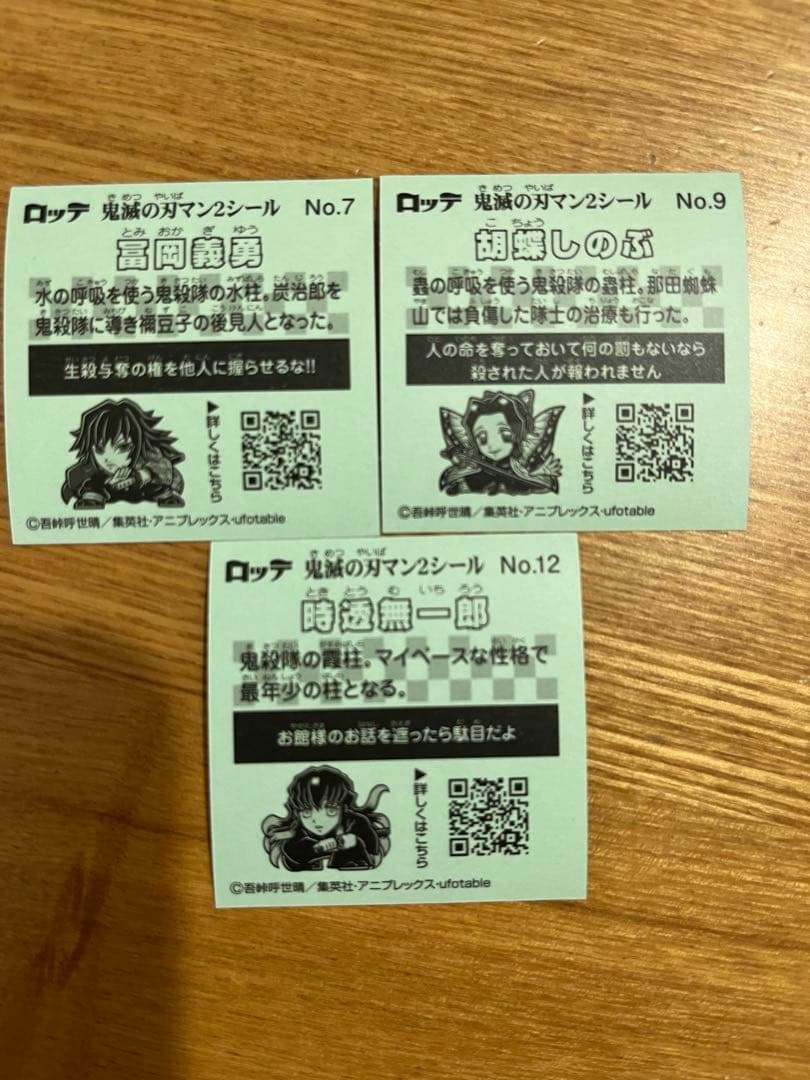 ロッテ 鬼滅の刃マン2シール No.7
冨岡義勇
水の呼吸を使う鬼殺隊の水柱。炭治郎を
鬼殺隊に導き禰豆子の後見人となった。
生殺与奪の権を他人に握らせるな!!
▶詳しくはこちら
©吾峠呼世晴／集英社・アニプレックス・ufotable
ロッテ 鬼滅の刃マン2シール No.9
胡蝶しのぶ
蟲の呼吸を使う鬼殺隊の蟲柱。那田蜘蛛
山では負傷した隊士の治療も行った。
人の命を奪っておいて何の罰もないなら
殺された人が報われません
▶詳しくはこちら
©吾峠呼世晴／集英社・アニプレックス・ufotable
ロッテ 鬼滅の刃マン2シール No.12
時透無一郎
鬼殺隊の霞柱。マイペースな性格で
最年少の柱となる。
お館様のお話を遮ったら駄目だよ
▶詳しくはこちら
©吾峠呼世晴／集英社・アニプレックス・ufotable